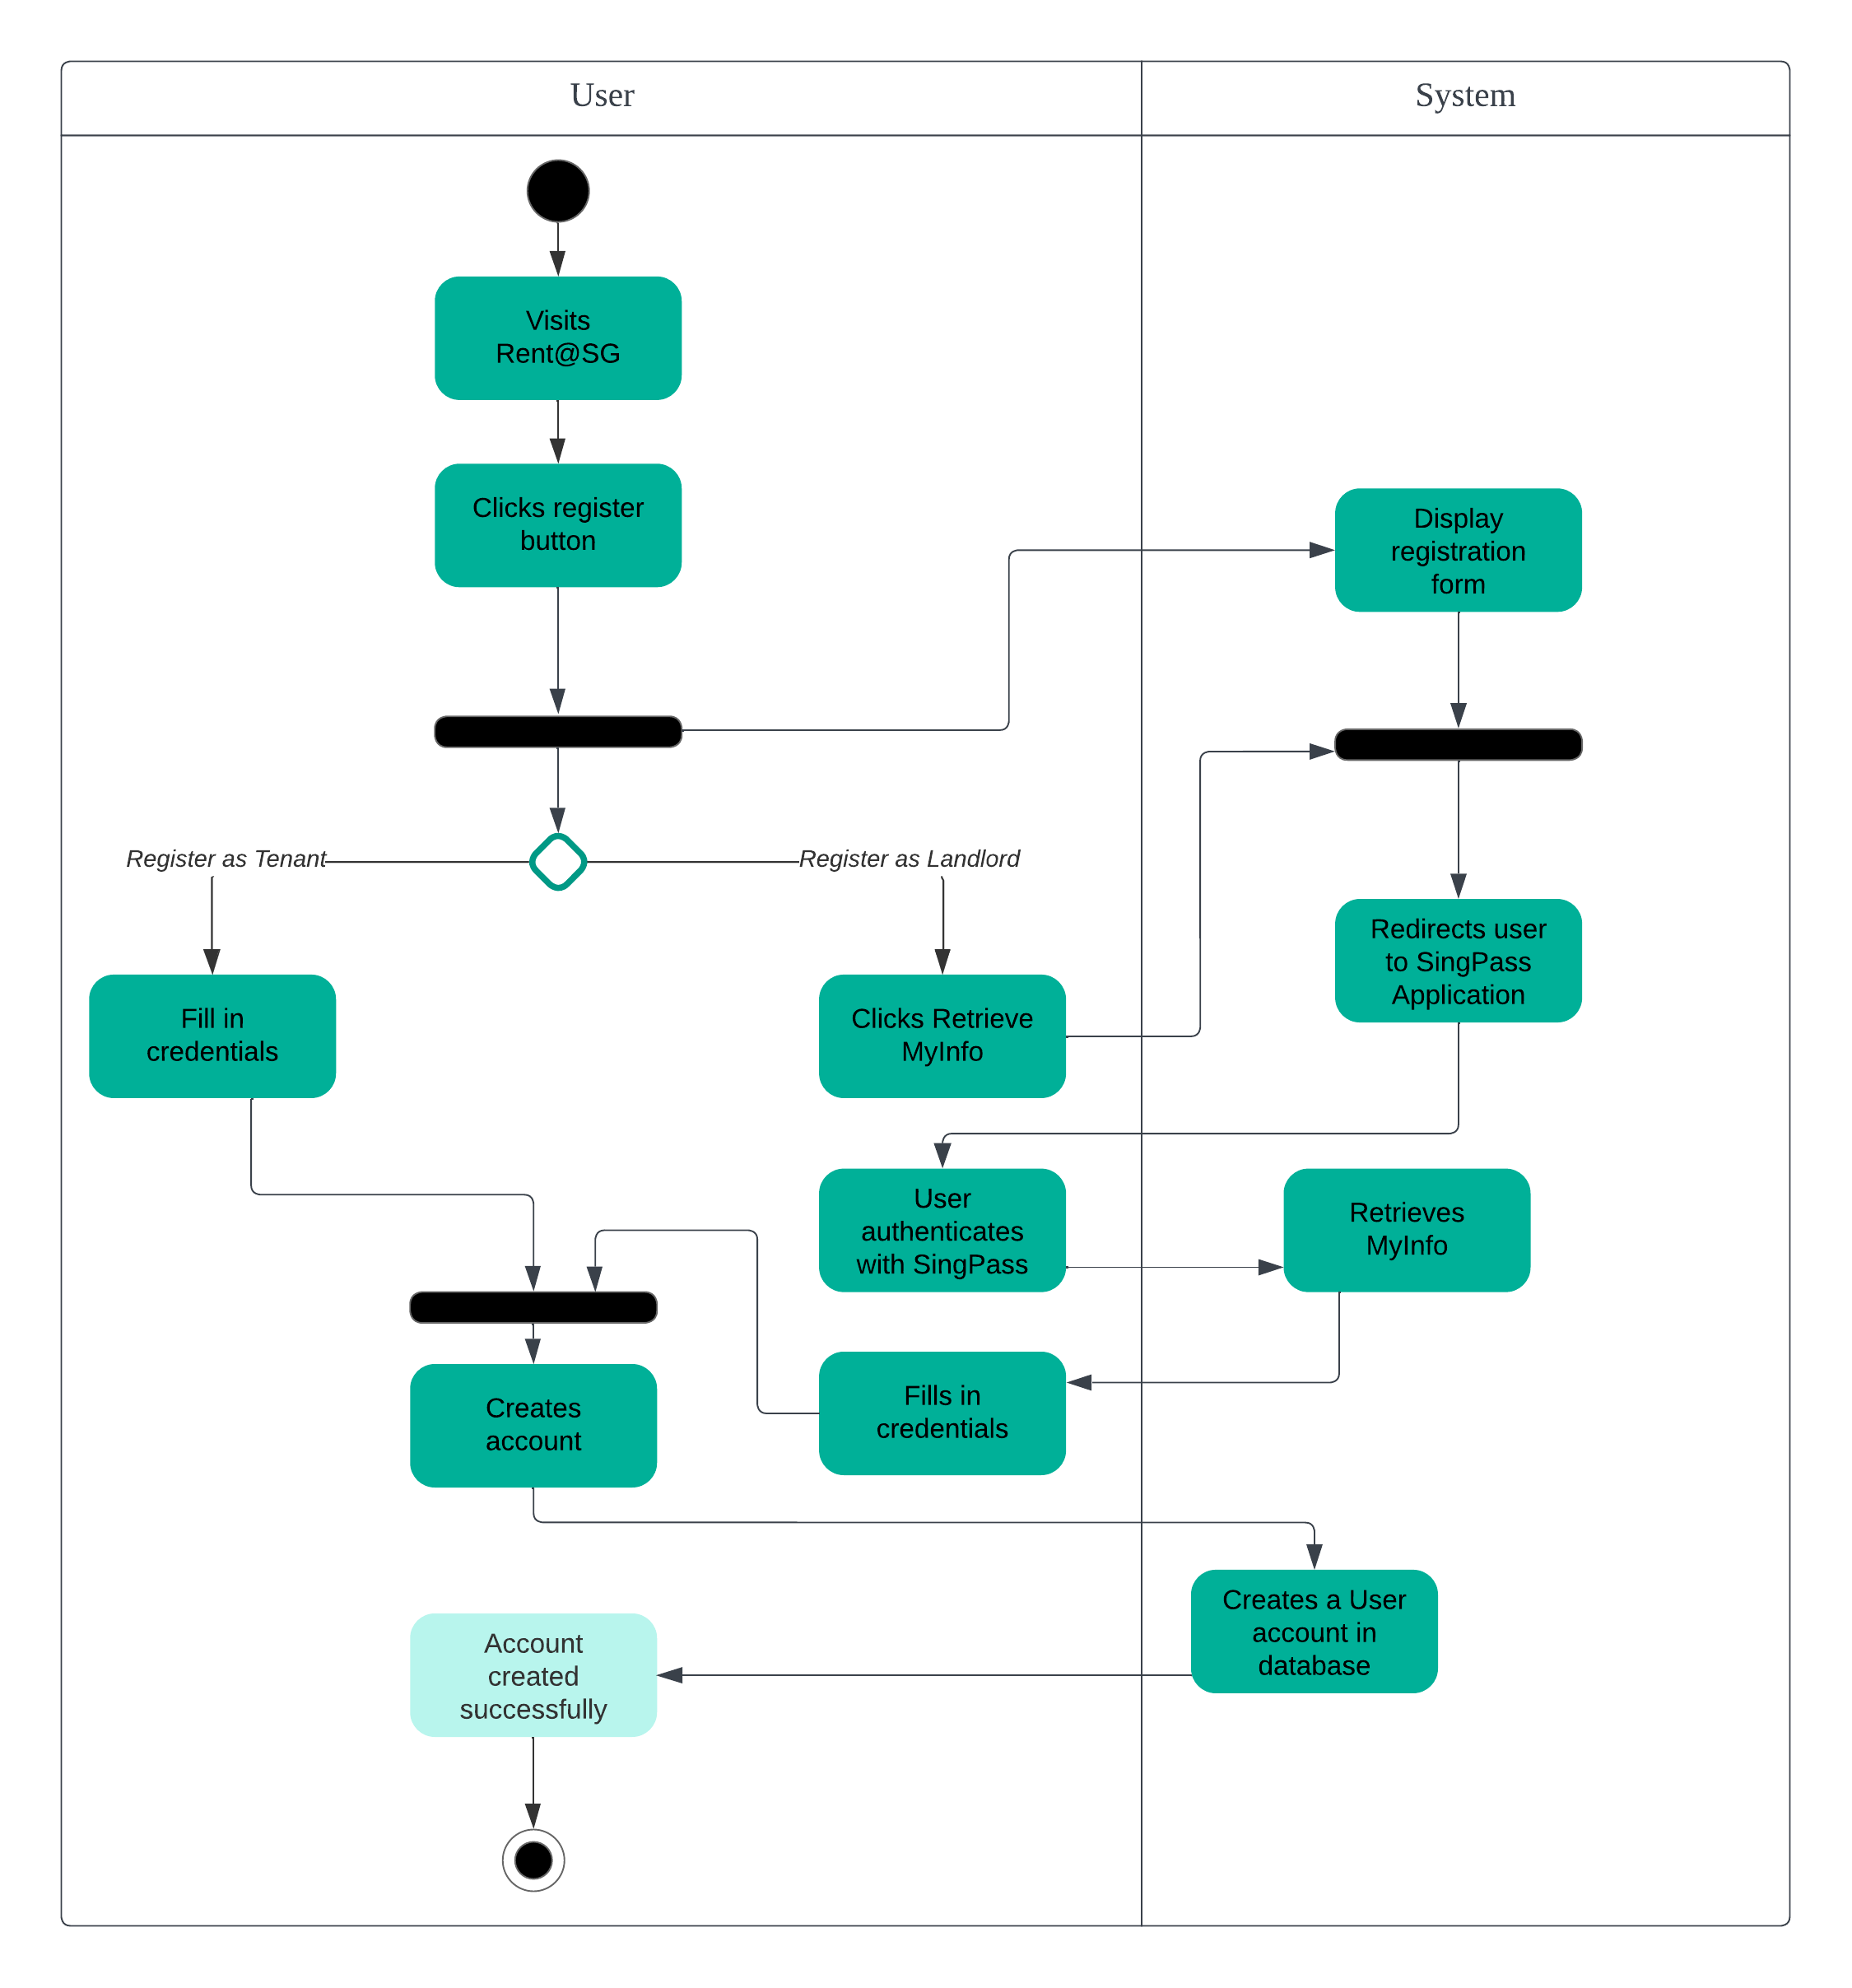 User
System
Visits
Rent@SG
Clicks register
button
Display
registration
form
Register as Tenant
Register as Landlord
Redirects user
to SingPass
Application
Fill in
credentials
Clicks Retrieve
MyInfo
User
authenticates
with SingPass
Retrieves
MyInfo
Fills in
credentials
Creates
account
Creates a User
account in
database
Account
created
successfully